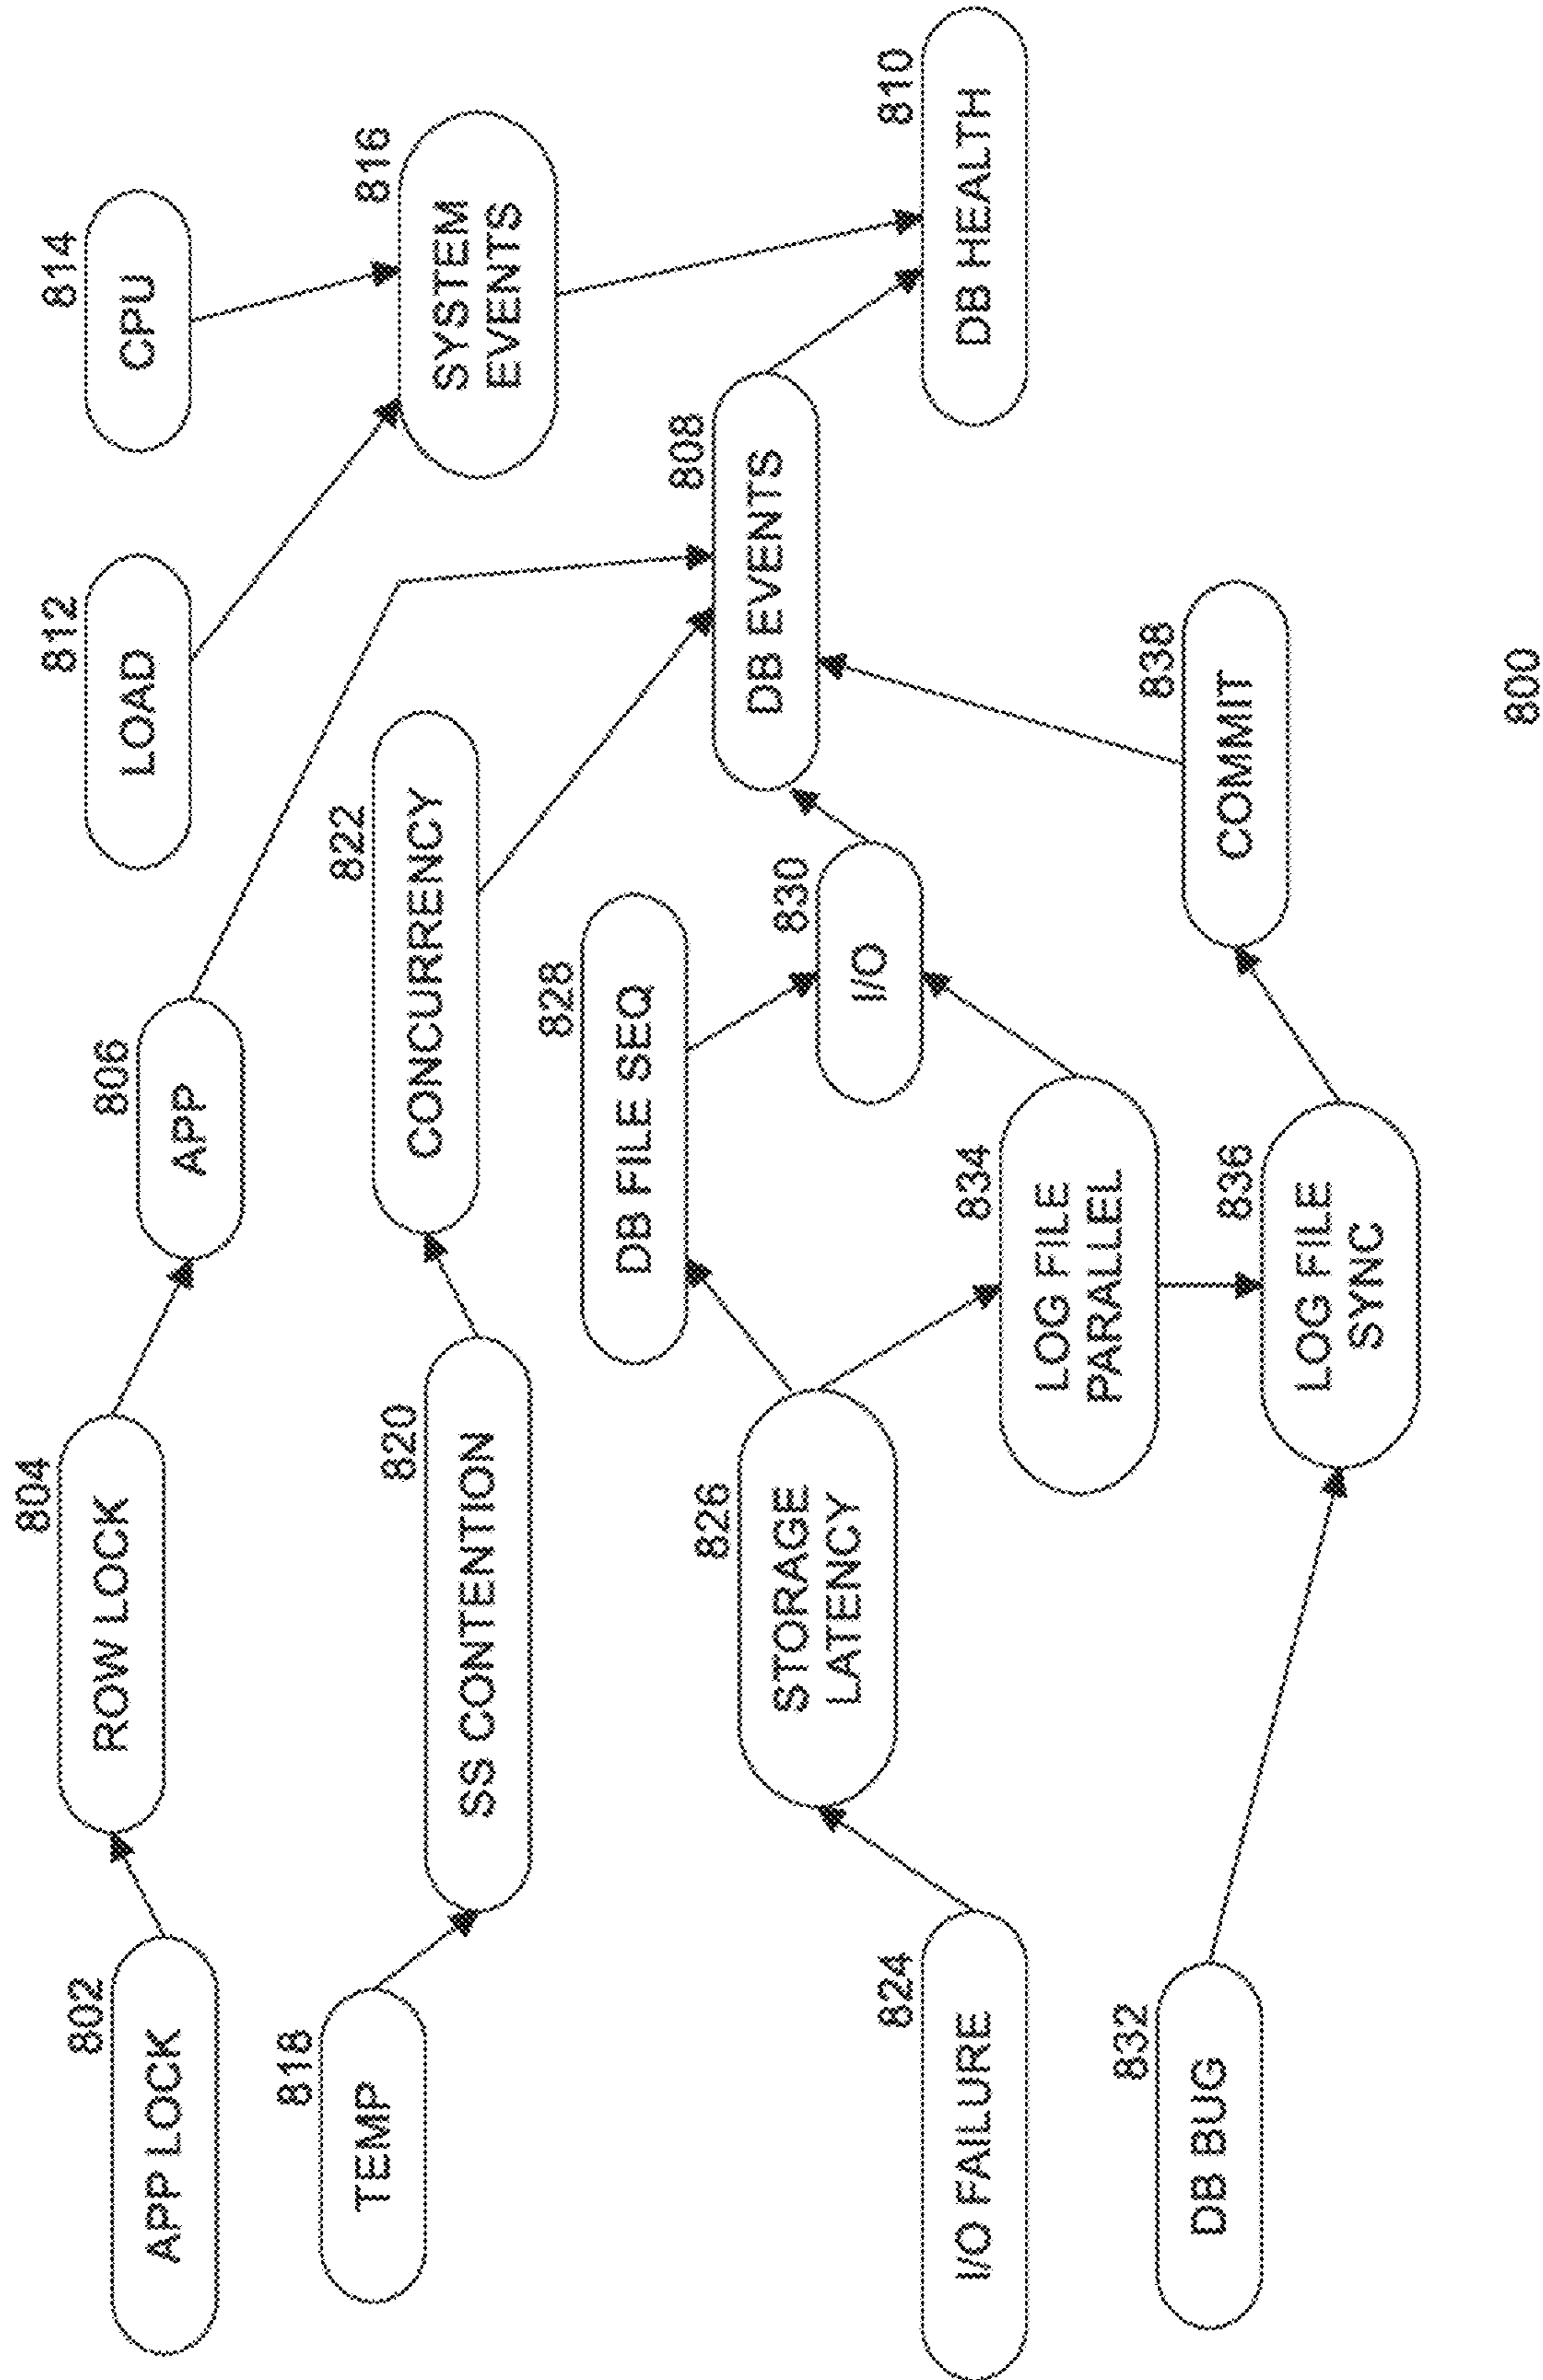 804
ROW LOCK
812
LOAD
814
CPU
802
APP LOCK
806
APP
818
TEMP
822
CONCURRENCY
816
SYSTEM
EVENTS
820
SS CONTENTION
828
DB FILE SEQ
808
DB EVENTS
826
STORAGE
LATENCY
830
I/O
824
I/O FAILURE
810
DB HEALTH
834
LOG FILE
PARALLEL
832
DB BUG
838
COMMIT
836
LOG FILE
SYNC
800